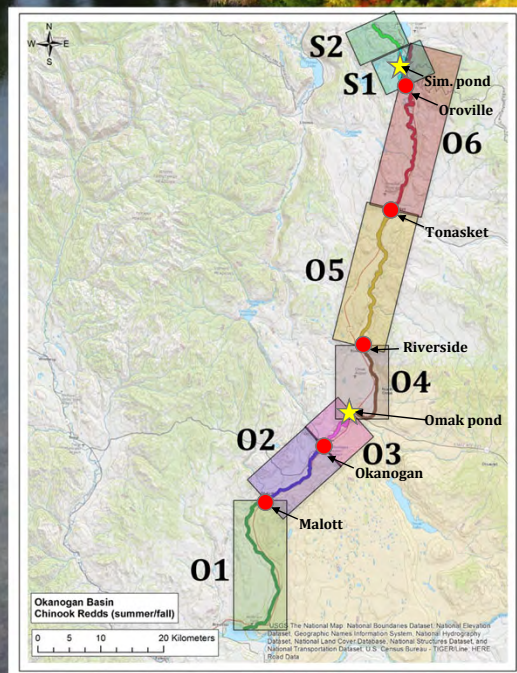 N
W E
S
S2
S1
Sim. pond
Oroville
O6
Tonasket
O5
Riverside
O4
Omak pond
O2
O3
Okanogan
Malott
O1
Okanogan Basin
Chinook Redds (summer/fall)
0 5 10 20 Kilometers
USGS The National Map: National Boundaries Dataset, National Elevation
Dataset, Geographic Names Information System, National Hydrography
Dataset, National Land Cover Database, National Structures Dataset, and
National Transportation Dataset; U.S. Census Bureau - TIGER/Line; HERE
Road Data